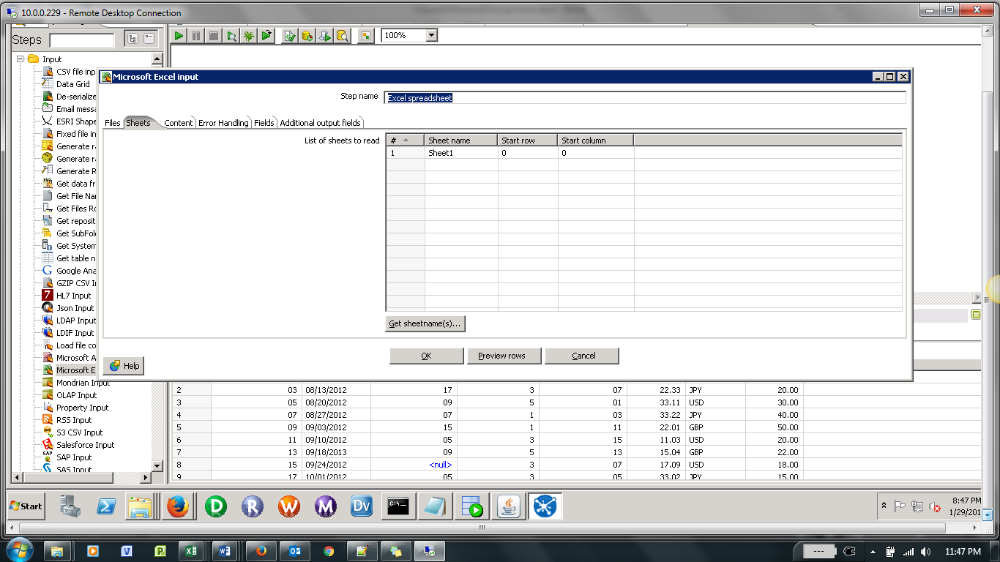 10.0.0.229 - Remote Desktop Connection
Steps
100%
Input
CSV file inp
Data Grid
De-serialize
Email messa
ESRI Shape
Fixed file in
Generate ra
Generate ra
Generate R
Get data fr
Get File Nam
Get Files Ro
Get reposit
Get SubFold
Get System
Get table n
Google Ana
GZIP CSV In
HL7 Input
Json Input
LDAP Input
LDIF Input
Load file co
Microsoft A
Microsoft E
Mondrian Input
OLAP Input
Property Input
RSS Input
S3 CSV Input
Salesforce Input
SAP Input
SAS Input
Microsoft Excel input
Step name Excel spreadsheet
Files Sheets Content Error Handling Fields Additional output fields
List of sheets to read
# Sheet name Start row Start column
1 Sheet1 0 0
Get sheetname(s)...
OK Preview rows Cancel
Help
2 03 08/13/2012 17 3 07 22.33 JPY 20.00
3 05 08/20/2012 09 5 01 33.11 USD 30.00
4 07 08/27/2012 07 1 03 33.22 JPY 40.00
5 09 09/03/2012 15 1 11 22.01 GBP 50.00
6 11 09/10/2012 05 3 15 11.03 USD 20.00
7 13 09/18/2013 09 5 13 15.04 GBP 22.00
8 15 09/24/2012 <null> 3 07 17.09 USD 18.00
9 17 10/01/2012 05 3 05 33.02 JPY 15.00
Start
D R W M Dv C:\_
8:47 PM
1/29/201
11:47 PM